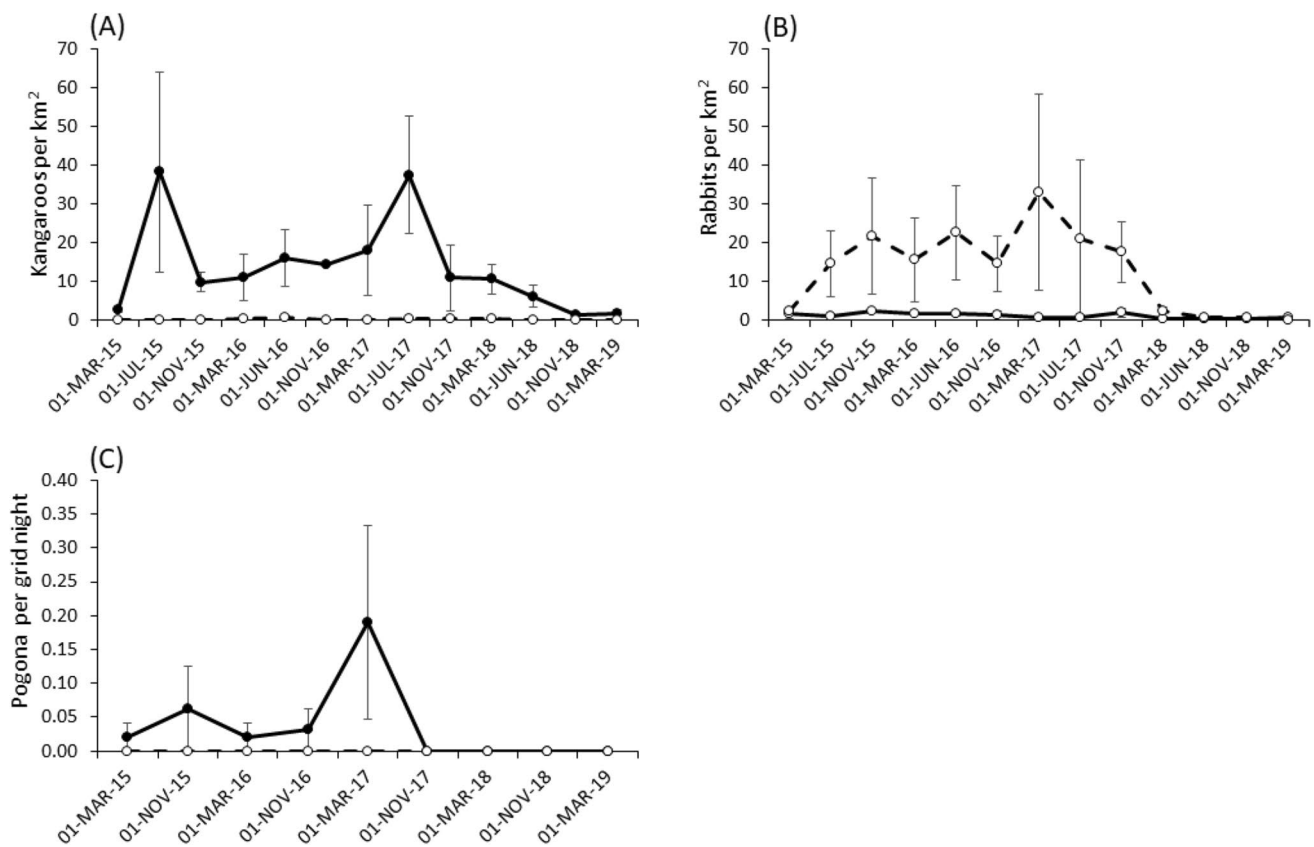 (A)
Kangaroos per km²
70
60
50
40
30
20
10
0
01-MAR-15
01-JUL-15
01-NOV-15
01-MAR-16
01-JUN-16
01-NOV-16
01-MAR-17
01-JUL-17
01-NOV-17
01-MAR-18
01-JUN-18
01-NOV-18
01-MAR-19
(B)
Rabbits per km²
70
60
50
40
30
20
10
0
01-MAR-15
01-JUL-15
01-NOV-15
01-MAR-16
01-JUN-16
01-NOV-16
01-MAR-17
01-JUL-17
01-NOV-17
01-MAR-18
01-JUN-18
01-NOV-18
01-MAR-19
(C)
Pogona per grid night
0.40
0.35
0.30
0.25
0.20
0.15
0.10
0.05
0.00
01-MAR-15
01-NOV-15
01-MAR-16
01-NOV-16
01-MAR-17
01-NOV-17
01-MAR-18
01-NOV-18
01-MAR-19